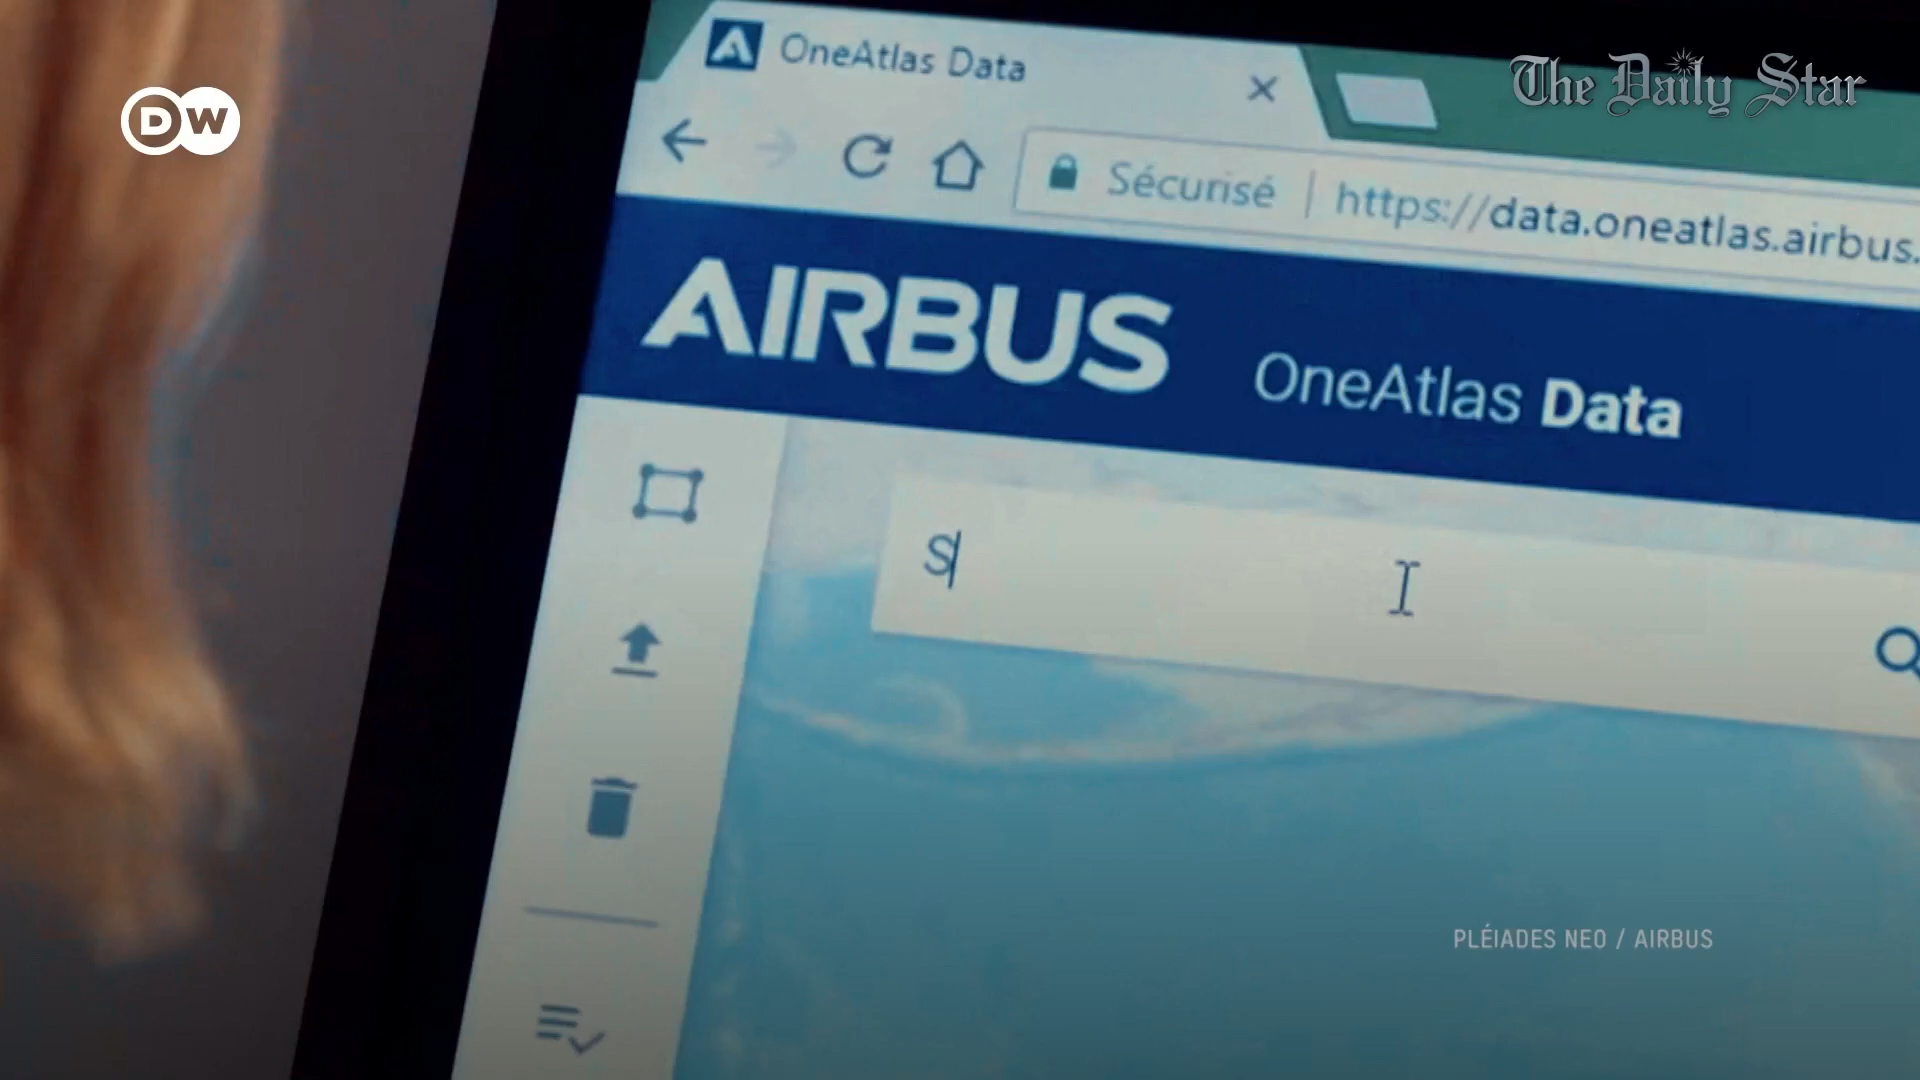 DW
The Daily Star
OneAtlas Data
Sécurisé
https://data.oneatlas.airbus.
AIRBUS
OneAtlas Data
S
PLÉIADES NEO / AIRBUS